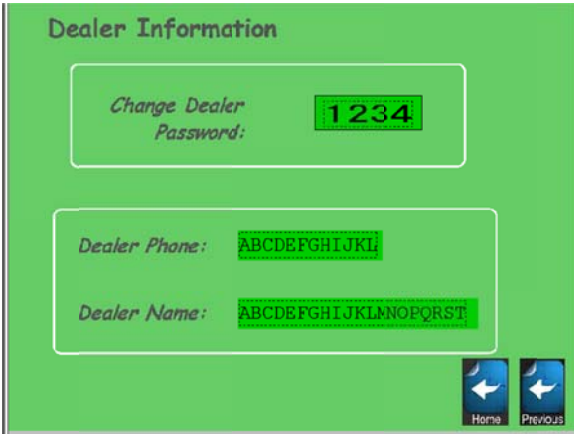 Dealer Information
Change Dealer
Password:
1234
Dealer Phone: ABCDEFGHIJKL
Dealer Name: ABCDEFGHIJKLMNOPQRST
Home Previous